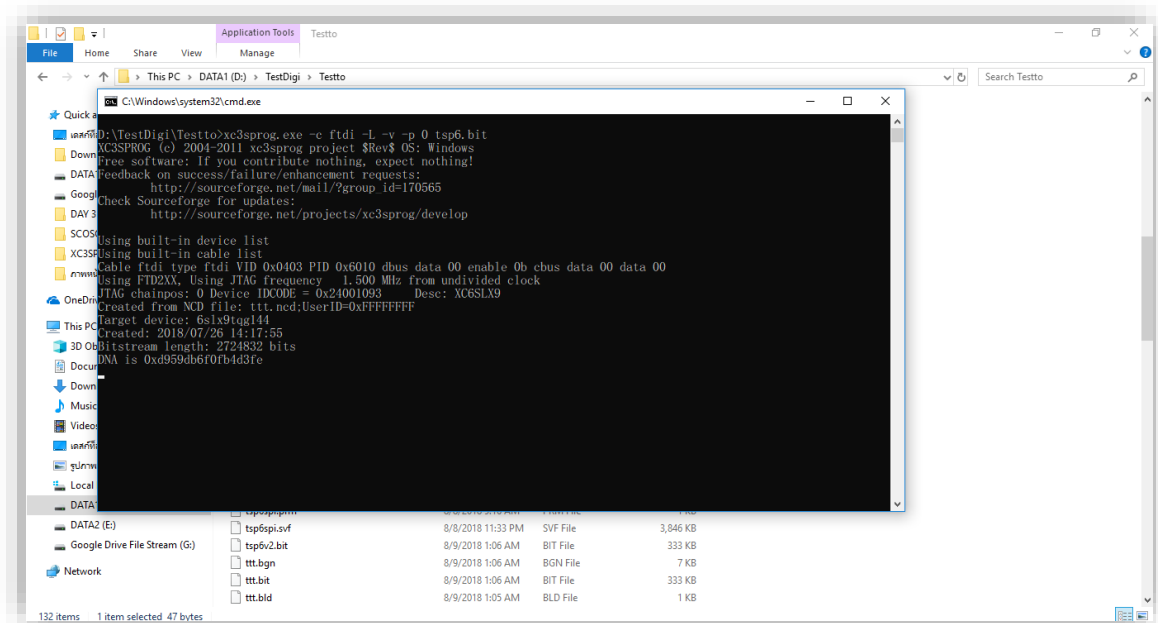 Application Tools
Testto
File
Home
Share
View
Manage
This PC > DATA1 (D:) > TestDigi > Testto
Search Testto
C:\Windows\system32\cmd.exe
D:\TestDigi\Testto>xc3sprog.exe -c ftdi -L -v -p 0 tsp6.bit
XC3SPROG (c) 2004-2011 xc3sprog project $Rev$ OS: Windows
Free software: If you contribute nothing, expect nothing!
Feedback on success/failure/enhancement requests:
http://sourceforge.net/mail/?group_id=170565
Check Sourceforge for updates:
http://sourceforge.net/projects/xc3sprog/develop
Using built-in device list
Using built-in cable list
Cable ftdi type ftdi VID 0x0403 PID 0x6010 dbus data 00 enable 0b cbus data 00 data 00
Using FTD2XX, Using JTAG frequency   1.500 MHz from undivided clock
JTAG chainpos: 0 Device IDCODE = 0x24001093     Desc: XC6SLX9
Created from NCD file: ttt.ncd;UserID=0xFFFFFFFF
Target device: 6slx9tqg144
Created: 2018/07/26 14:17:55
Bitstream length: 2724832 bits
DNA is 0xd959db6f0fb4d3fe
Quick a
Down
DATA1
Googl
DAY 3
SCOS
XC3SP
OneDriv
This PC
3D Ob
Docum
Down
Music
Videos
Local
DATA1
DATA2 (E:)
Google Drive File Stream (G:)
Network
tsp6spi.svf 8/8/2018 11:33 PM SVF File 3,846 KB
tsp6v2.bit 8/9/2018 1:06 AM BIT File 333 KB
ttt.bgn 8/9/2018 1:06 AM BGN File 7 KB
ttt.bit 8/9/2018 1:06 AM BIT File 333 KB
ttt.bld 8/9/2018 1:05 AM BLD File 1 KB
132 items
1 item selected 47 bytes